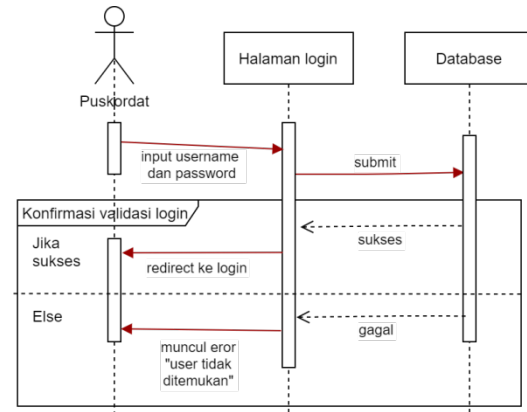 Puskordat
Halaman login
Database
input username
dan password
submit
Konfirmasi validasi login
Jika
sukses
sukses
redirect ke login
Else
gagal
muncul eror
"user tidak
ditemukan"